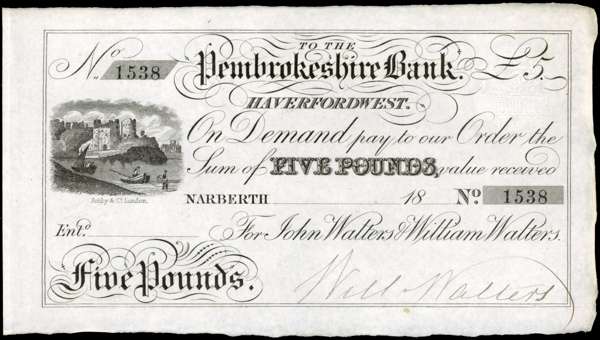 No. 1538 TO THE Pembrokeshire Bank. £5
HAVERFORDWEST.
On Demand pay to our Order the
Sum of FIVE POUNDS, value received
Ashby & Co. London.
NARBERTH 18 No. 1538
Entd. For John Walters & William Walters.
Five Pounds. Will Walters